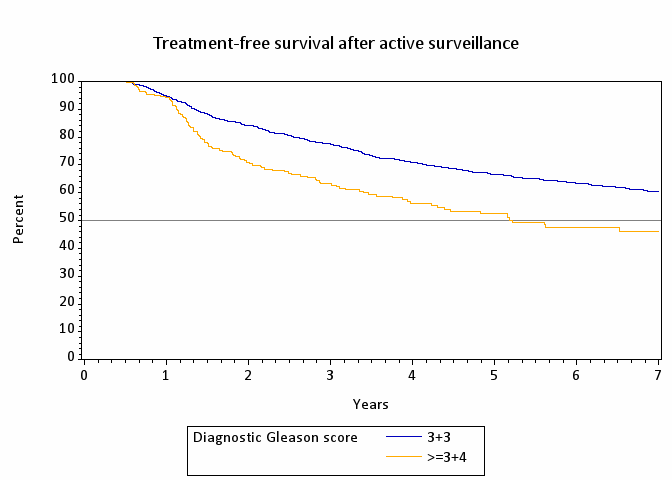 Treatment-free survival after active surveillance
100
90
80
70
60
50
40
30
20
10
0
Percent
0 1 2 3 4 5 6 7
Years
Diagnostic Gleason score 3+3
>=3+4